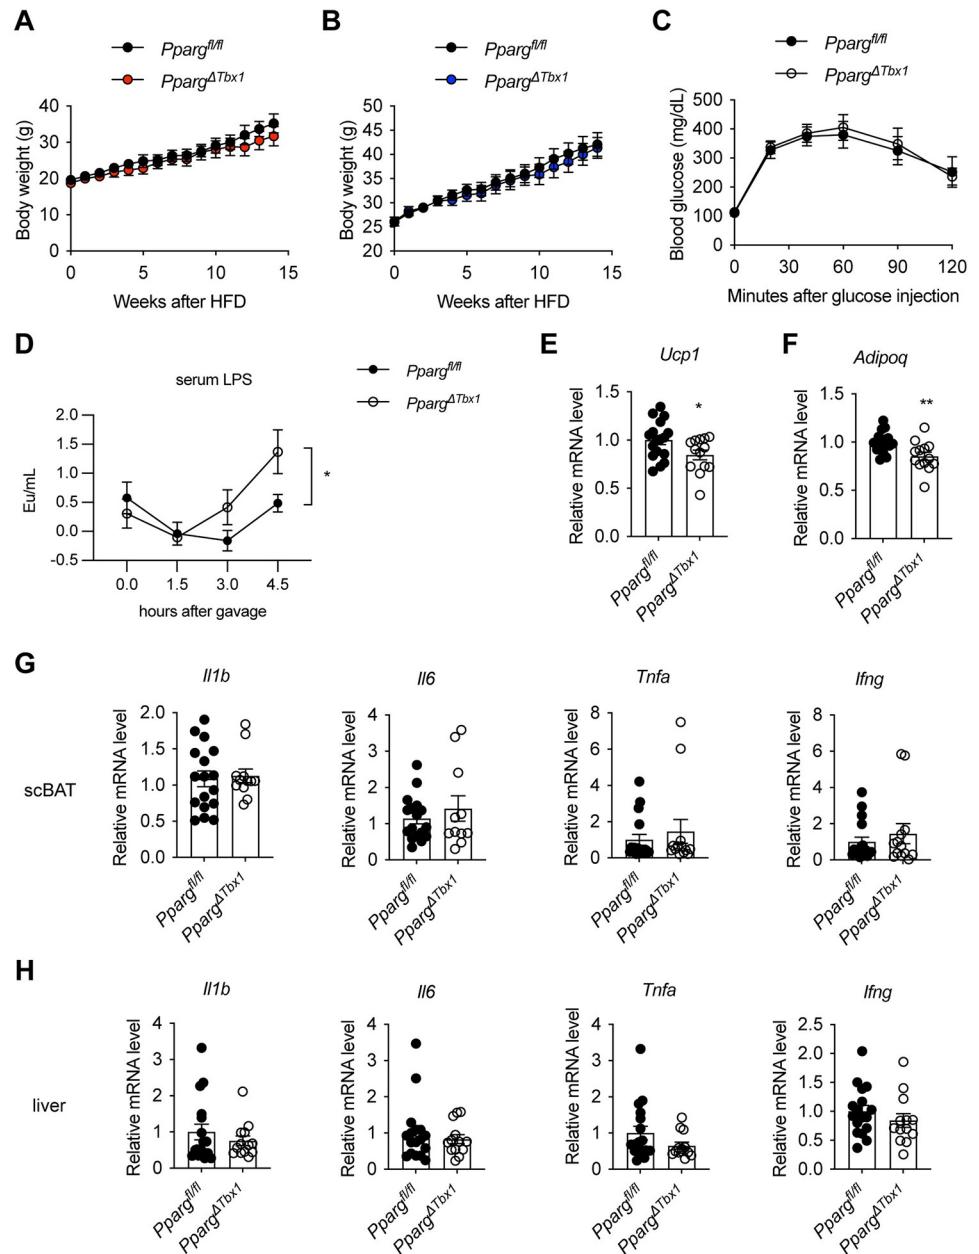 A
Pparg^fl/fl
Pparg^ΔTbx1
Body weight (g)
40
30
20
10
0
0 5 10 15
Weeks after HFD
B
Pparg^fl/fl
Pparg^ΔTbx1
Body weight (g)
50
45
40
35
30
25
20
0 5 10 15
Weeks after HFD
C
Pparg^fl/fl
Pparg^ΔTbx1
Blood glucose (mg/dL)
500
400
300
200
100
0
0 30 60 90 120
Minutes after glucose injection
D
serum LPS
Pparg^fl/fl
Pparg^ΔTbx1
Eu/mL
2.0
1.5
1.0
0.5
0.0
-0.5
*
0.0 1.5 3.0 4.5
hours after gavage
E
Ucp1
Relative mRNA level
1.5
1.0
0.5
0.0
*
Pparg^fl/fl
Pparg^ΔTbx1
F
Adipoq
Relative mRNA level
1.5
1.0
0.5
0.0
**
Pparg^fl/fl
Pparg^ΔTbx1
G
scBAT
Il1b
Relative mRNA level
2.0
1.5
1.0
0.5
0.0
Pparg^fl/fl
Pparg^ΔTbx1
Il6
Relative mRNA level
4
3
2
1
0
Pparg^fl/fl
Pparg^ΔTbx1
Tnfa
Relative mRNA level
8
6
4
2
0
Pparg^fl/fl
Pparg^ΔTbx1
Ifng
Relative mRNA level
8
6
4
2
0
Pparg^fl/fl
Pparg^ΔTbx1
H
liver
Il1b
Relative mRNA level
4
3
2
1
0
Pparg^fl/fl
Pparg^ΔTbx1
Il6
Relative mRNA level
4
3
2
1
0
Pparg^fl/fl
Pparg^ΔTbx1
Tnfa
Relative mRNA level
4
3
2
1
0
Pparg^fl/fl
Pparg^ΔTbx1
Ifng
Relative mRNA level
2.5
2.0
1.5
1.0
0.5
0.0
Pparg^fl/fl
Pparg^ΔTbx1